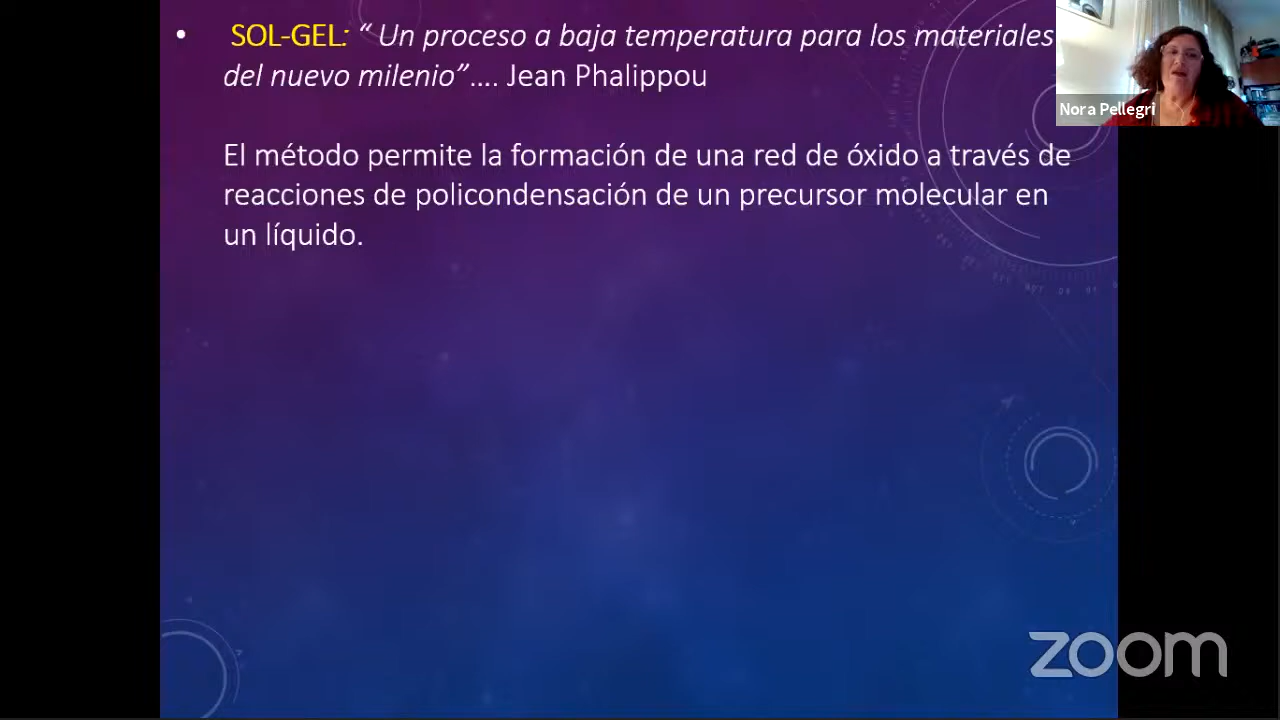 • SOL-GEL: “ Un proceso a baja temperatura para los materiales
del nuevo milenio”…. Jean Phalippou
El método permite la formación de una red de óxido a través de
reacciones de policondensación de un precursor molecular en
un líquido.
Nora Pellegri
zoom